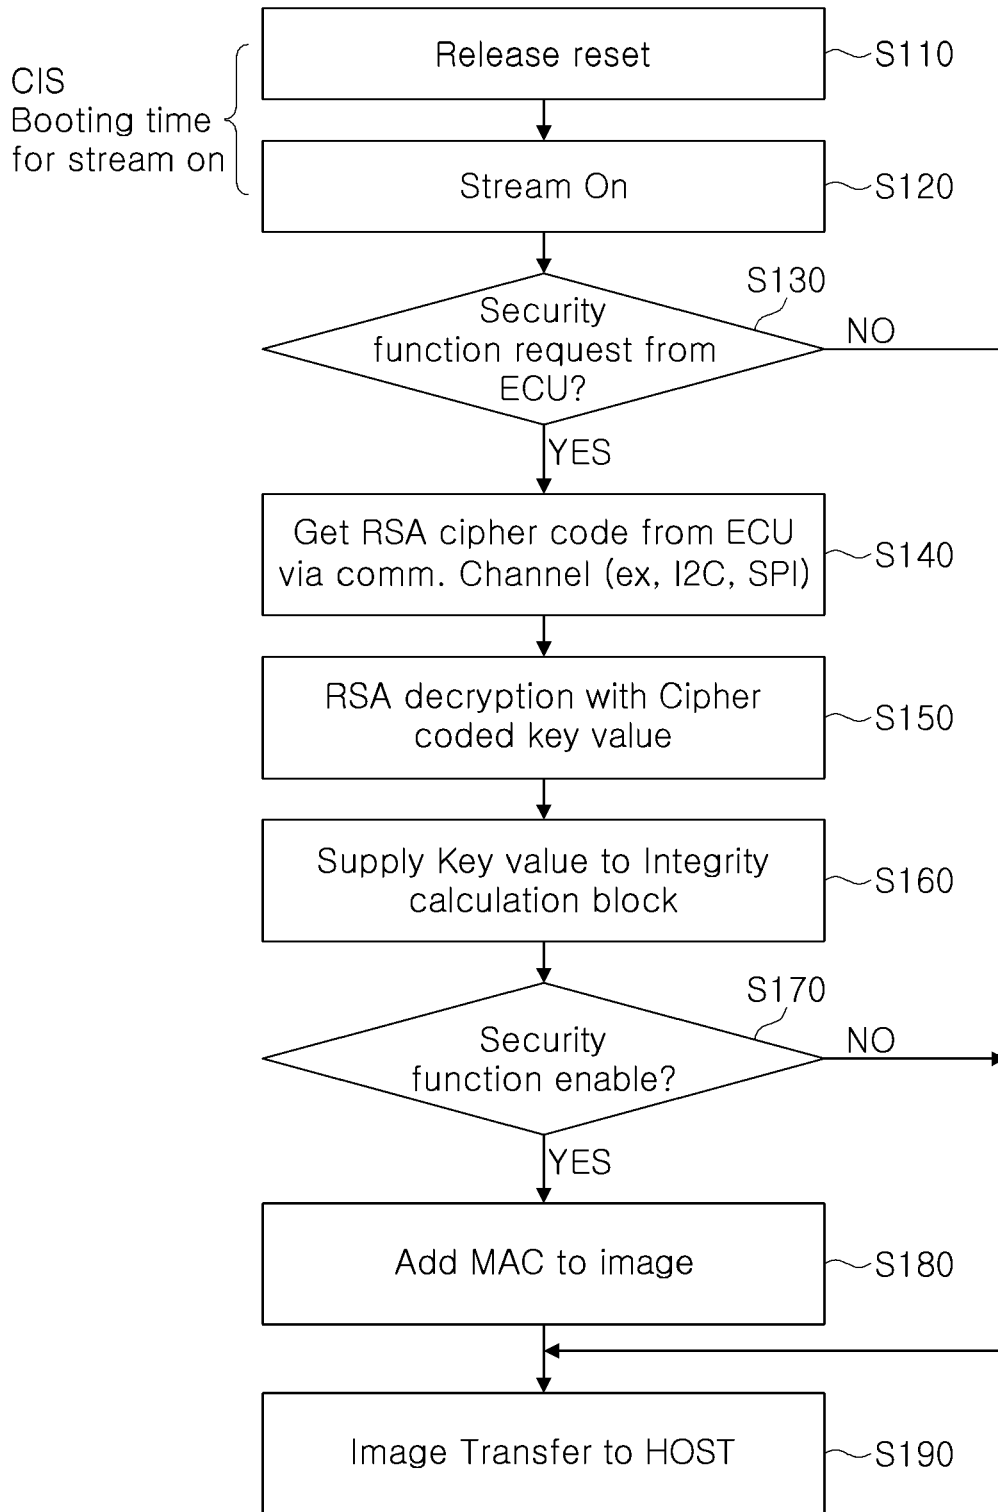 Release reset
S110
CIS
Booting time
for stream on
Stream On
S120
S130
Security
function request from
ECU?
NO
YES
Get RSA cipher code from ECU
via comm. Channel (ex, I2C, SPI)
S140
RSA decryption with Cipher
coded key value
S150
Supply Key value to Integrity
calculation block
S160
S170
Security
function enable?
NO
YES
Add MAC to image
S180
Image Transfer to HOST
S190